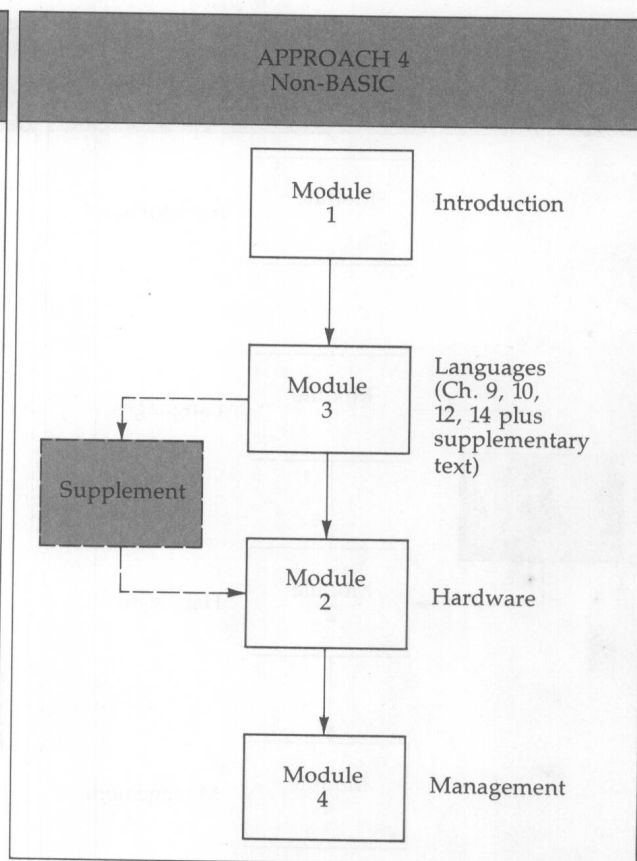 APPROACH 4
Non-BASIC
Module
1
Introduction
Module
3
Languages
(Ch. 9, 10,
12, 14 plus
supplementary
text)
Supplement
Module
2
Hardware
Module
4
Management